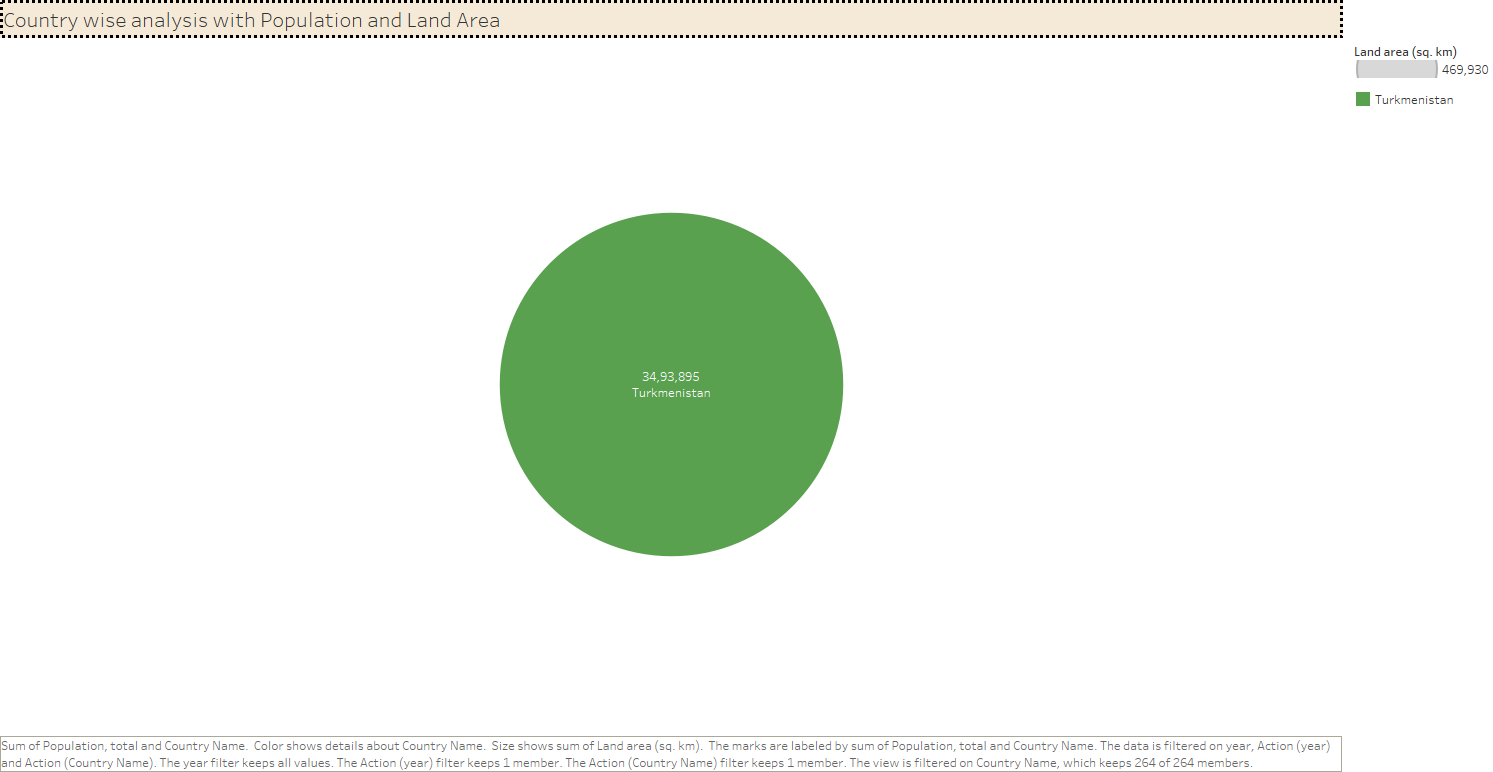 Country wise analysis with Population and Land Area
Land area (sq. km)
469,930
Turkmenistan
34,93,895
Turkmenistan
Sum of Population, total and Country Name.  Color shows details about Country Name.  Size shows sum of Land area (sq. km).  The marks are labeled by sum of Population, total and Country Name. The data is filtered on year, Action (year)
and Action (Country Name). The year filter keeps all values. The Action (year) filter keeps 1 member. The Action (Country Name) filter keeps 1 member. The view is filtered on Country Name, which keeps 264 of 264 members.